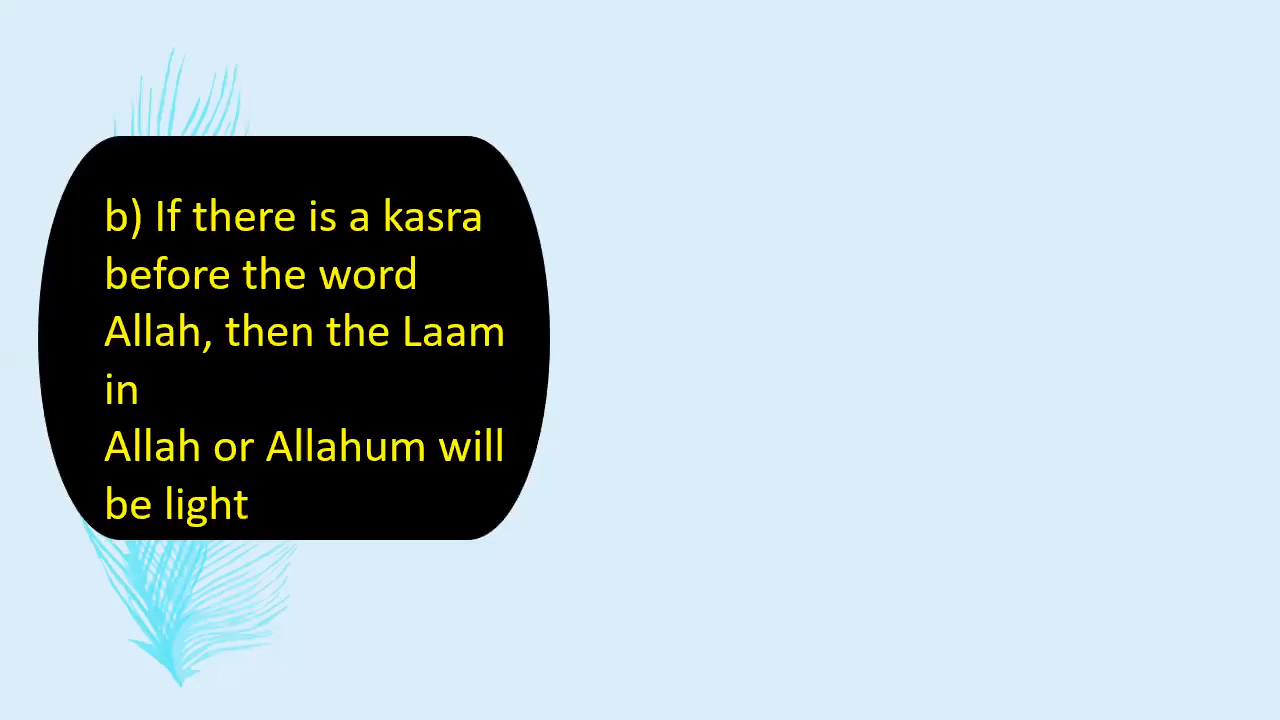 b) If there is a kasra
before the word
Allah, then the Laam
in
Allah or Allahum will
be light